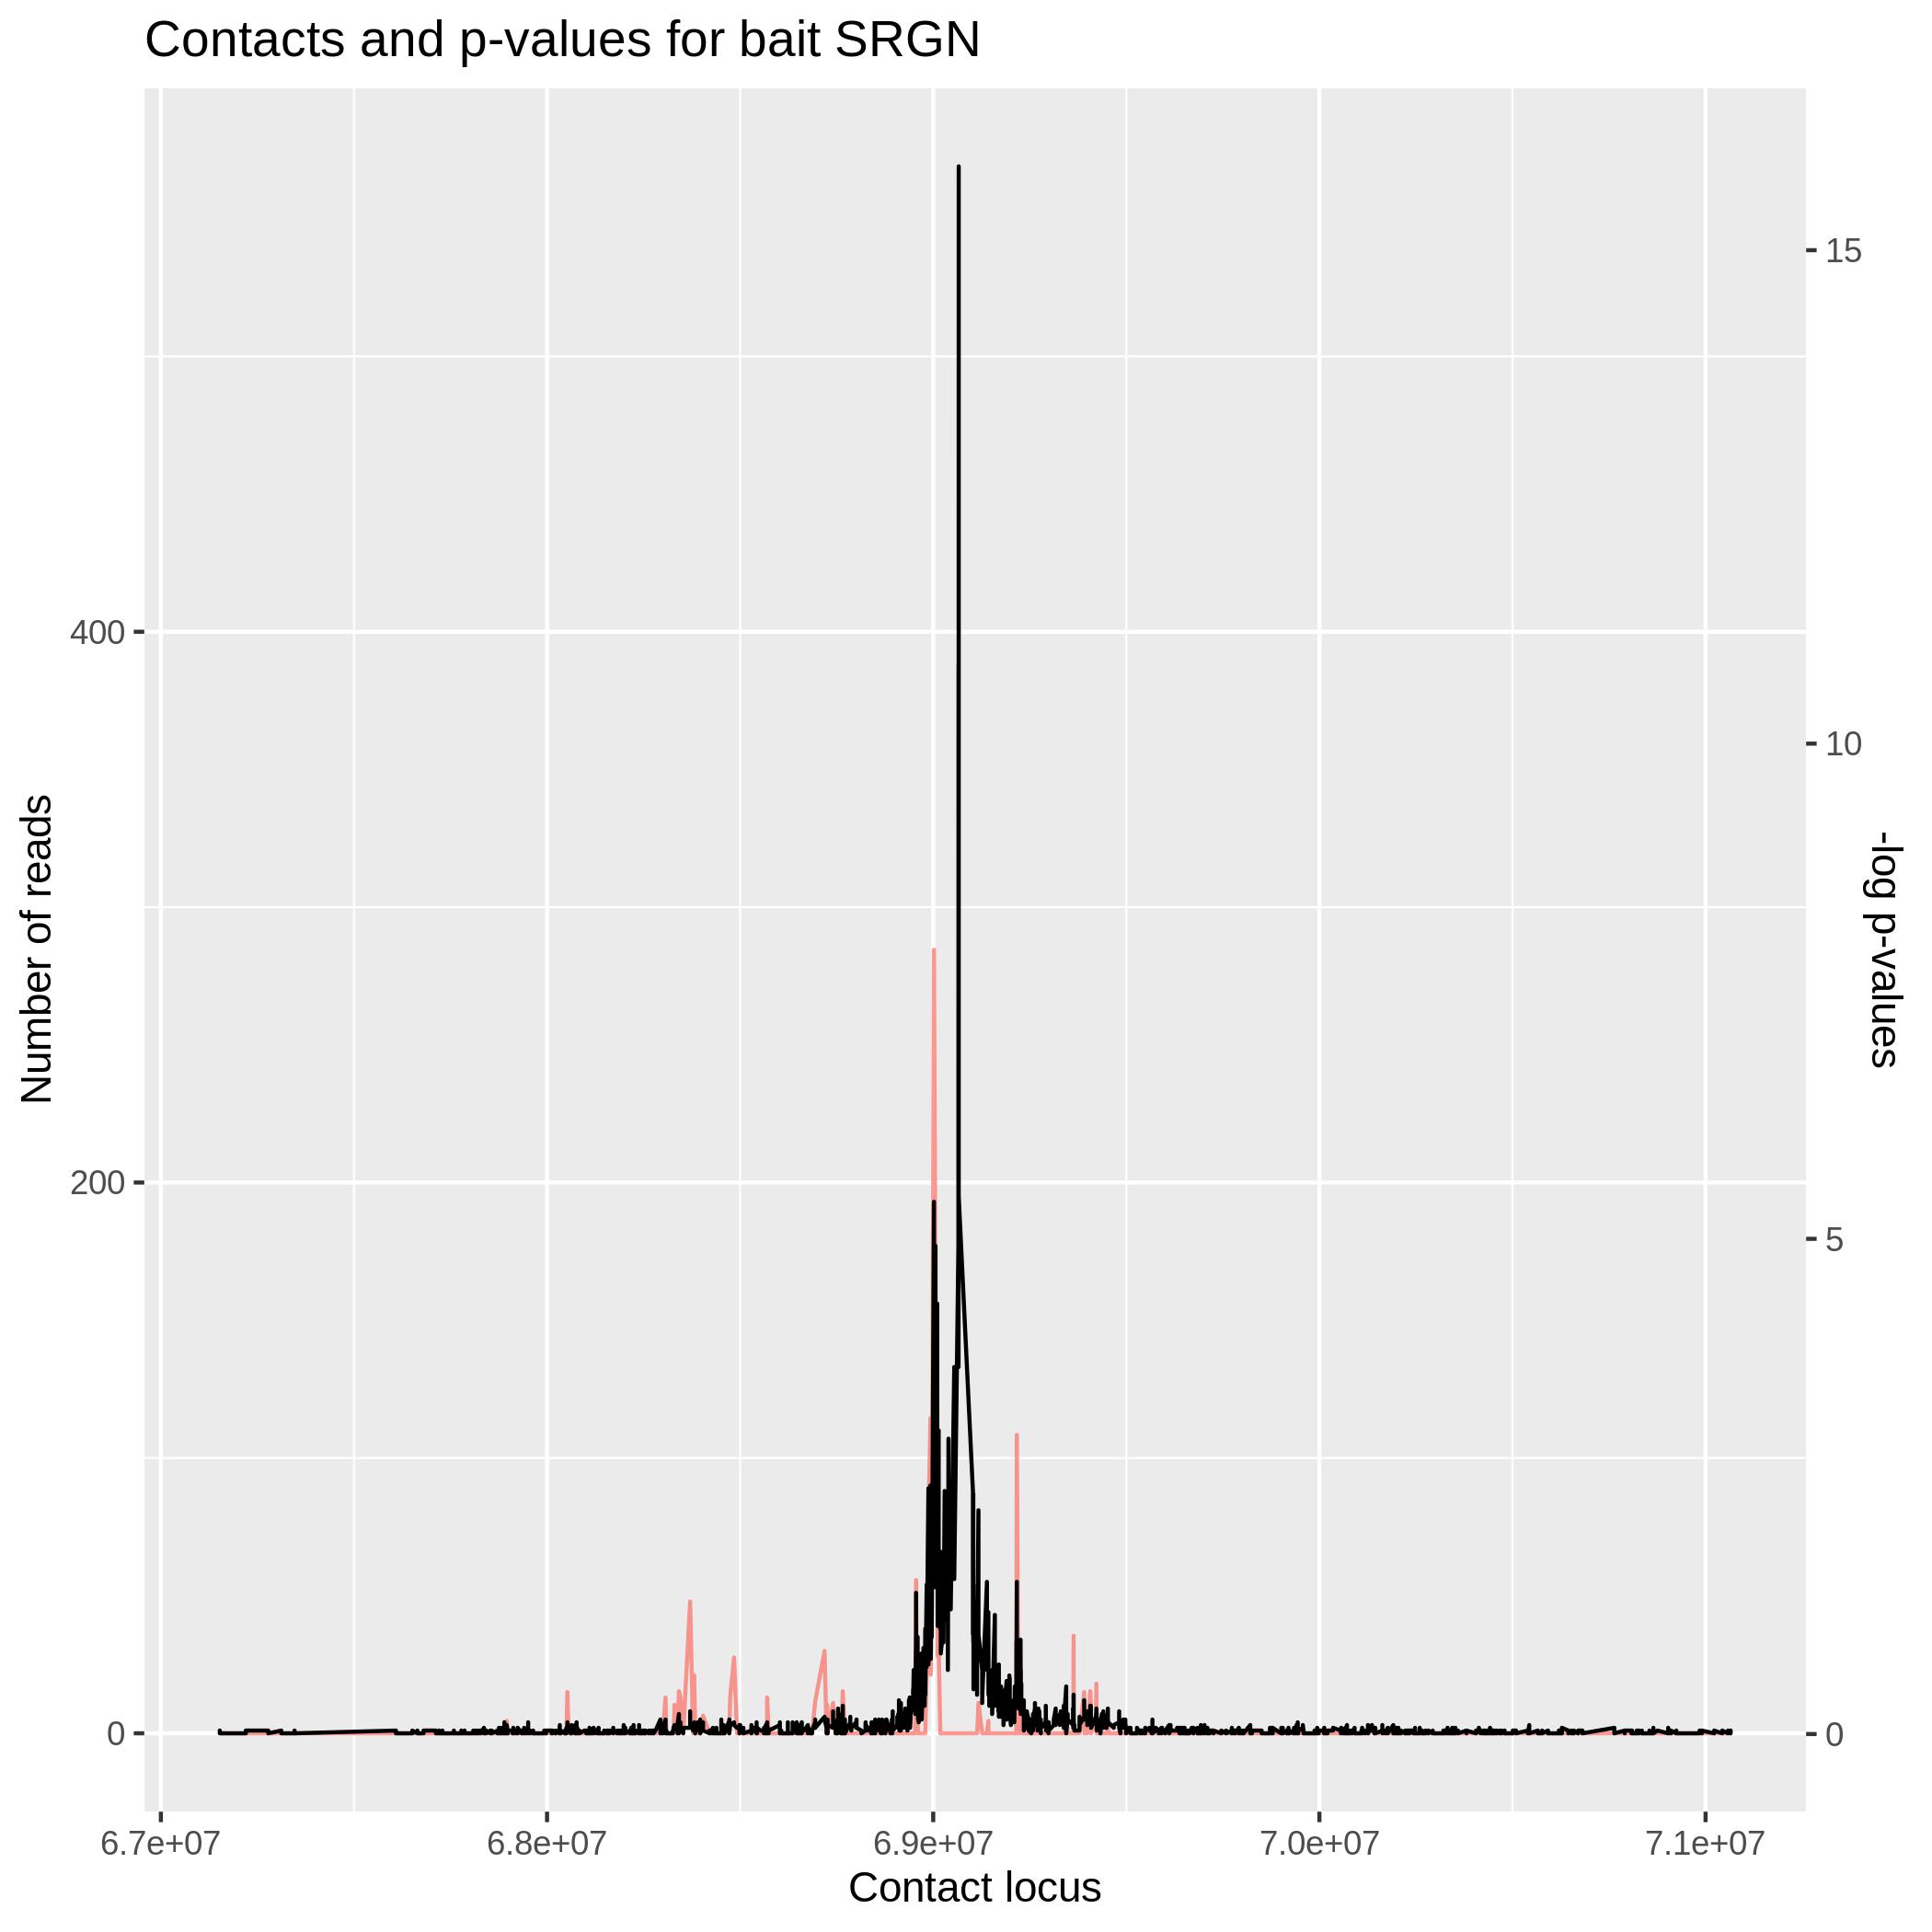 Contacts and p-values for bait SRGN
Number of reads
400
200
0
15
10
5
0
-log p-values
6.7e+07
6.8e+07
6.9e+07
7.0e+07
7.1e+07
Contact locus